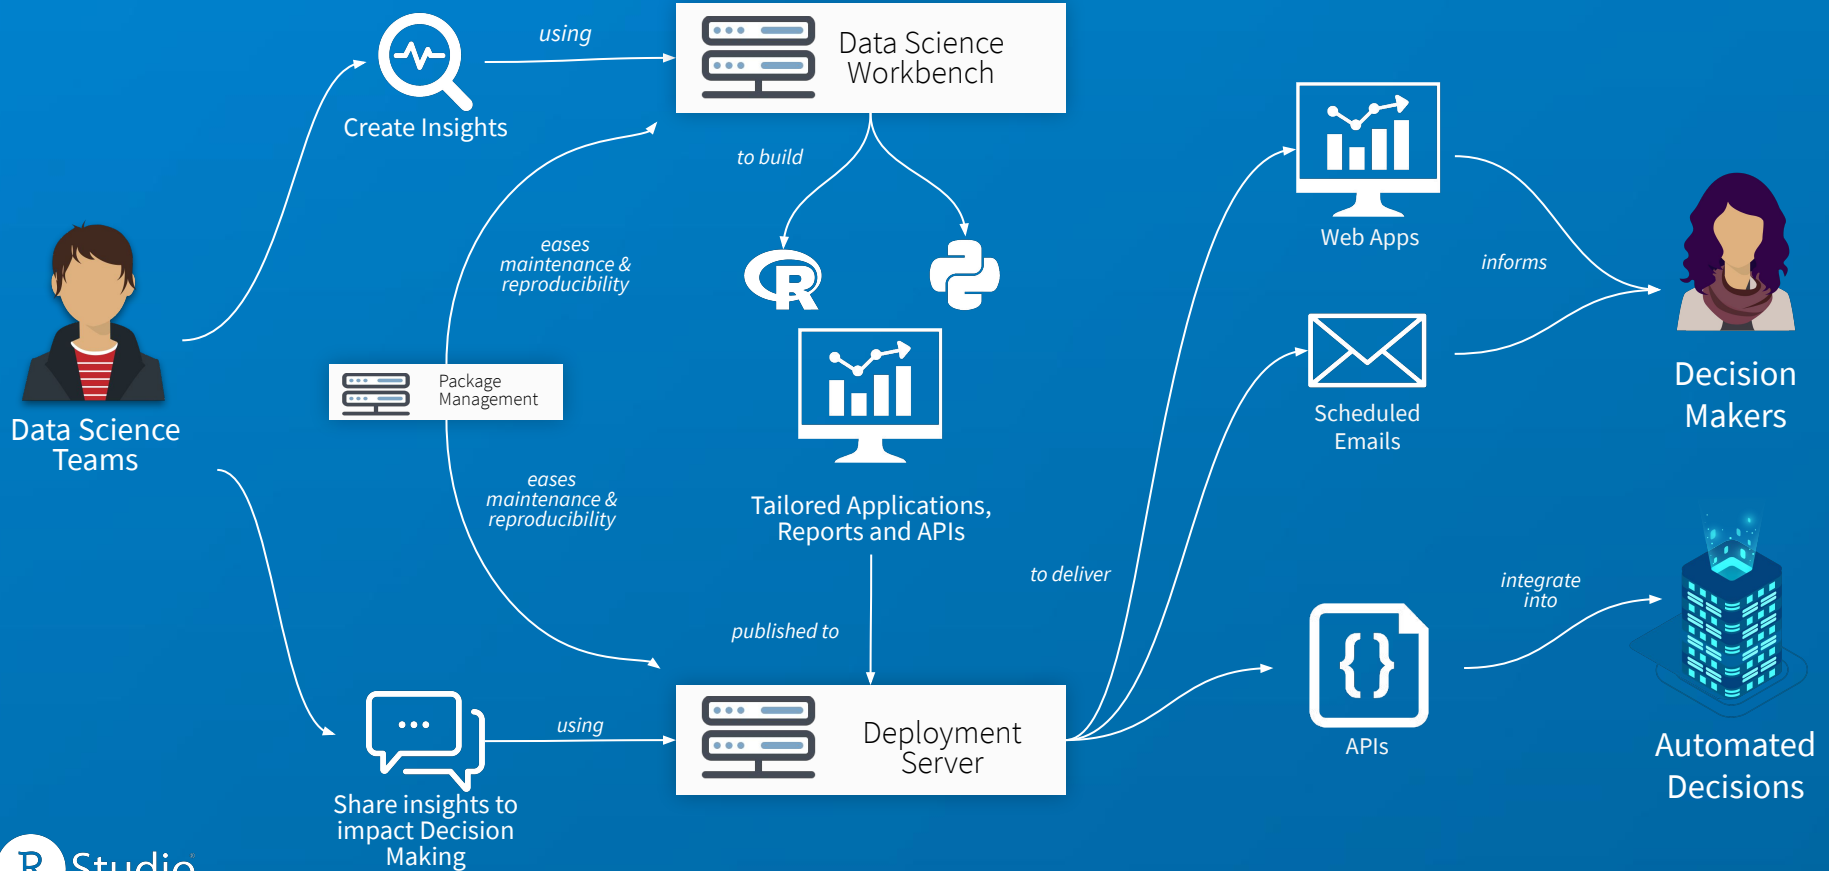 using
Data Science
Workbench
Create Insights
to build
eases
maintenance &
reproducibility
R
Web Apps
informs
Package
Management
Data Science
Teams
Decision
Makers
Scheduled
Emails
eases
maintenance &
reproducibility
Tailored Applications,
Reports and APIs
to deliver
integrate
into
published to
{}
using
Deployment
Server
APIs
Automated
Decisions
Share insights to
impact Decision
Making
R Studio